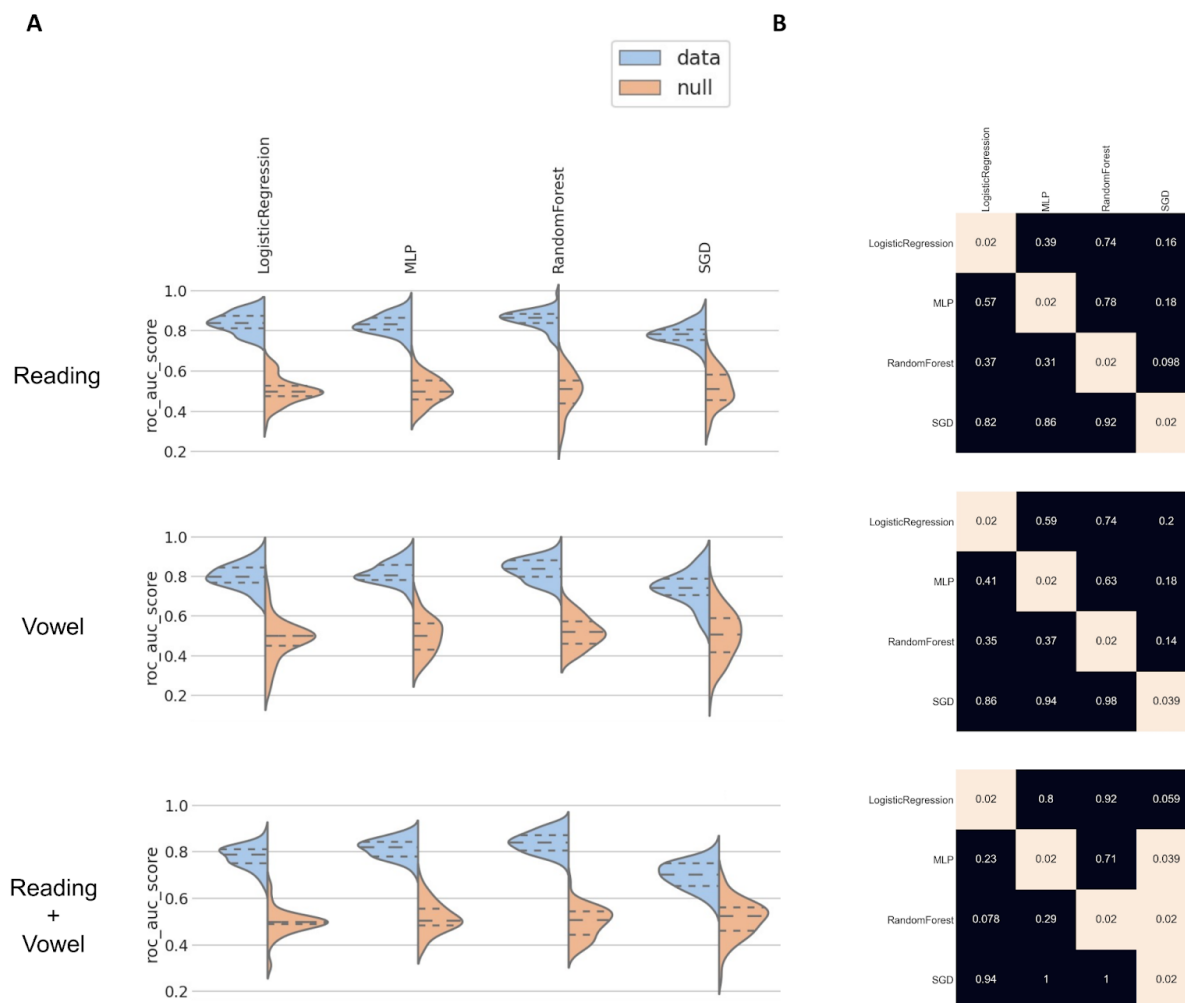 A
B
data
null
LogisticRegression
MLP
RandomForest
SGD
Reading
roc_auc_score
1.0
0.8
0.6
0.4
0.2
LogisticRegression
MLP
RandomForest
SGD
LogisticRegression 0.02 0.39 0.74 0.16
MLP 0.57 0.02 0.78 0.18
RandomForest 0.37 0.31 0.02 0.098
SGD 0.82 0.86 0.92 0.02
Vowel
roc_auc_score
1.0
0.8
0.6
0.4
0.2
LogisticRegression 0.02 0.59 0.74 0.2
MLP 0.41 0.02 0.63 0.18
RandomForest 0.35 0.37 0.02 0.14
SGD 0.86 0.94 0.98 0.039
Reading
+
Vowel
roc_auc_score
1.0
0.8
0.6
0.4
0.2
LogisticRegression 0.02 0.8 0.92 0.059
MLP 0.23 0.02 0.71 0.039
RandomForest 0.078 0.29 0.02 0.02
SGD 0.94 1 1 0.02